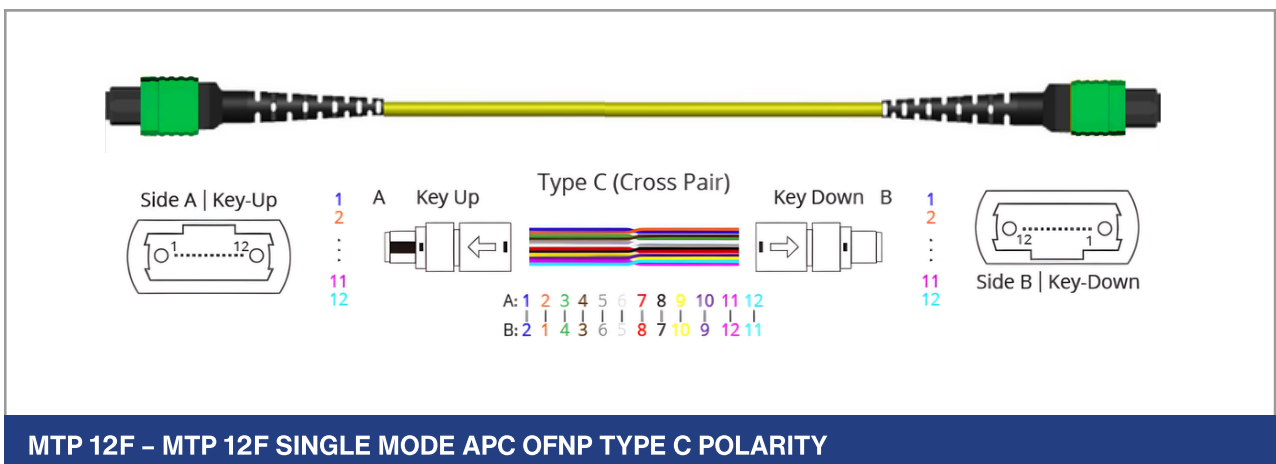 Type C (Cross Pair)
Side A | Key-Up
1 12
1
2
11
12
A Key Up
Key Down B
1
2
11
12
12 1
Side B | Key-Down
A: 1 2 3 4 5 6 7 8 9 10 11 12
B: 2 1 4 3 6 5 8 7 10 9 12 11
MTP 12F – MTP 12F SINGLE MODE APC OFNP TYPE C POLARITY